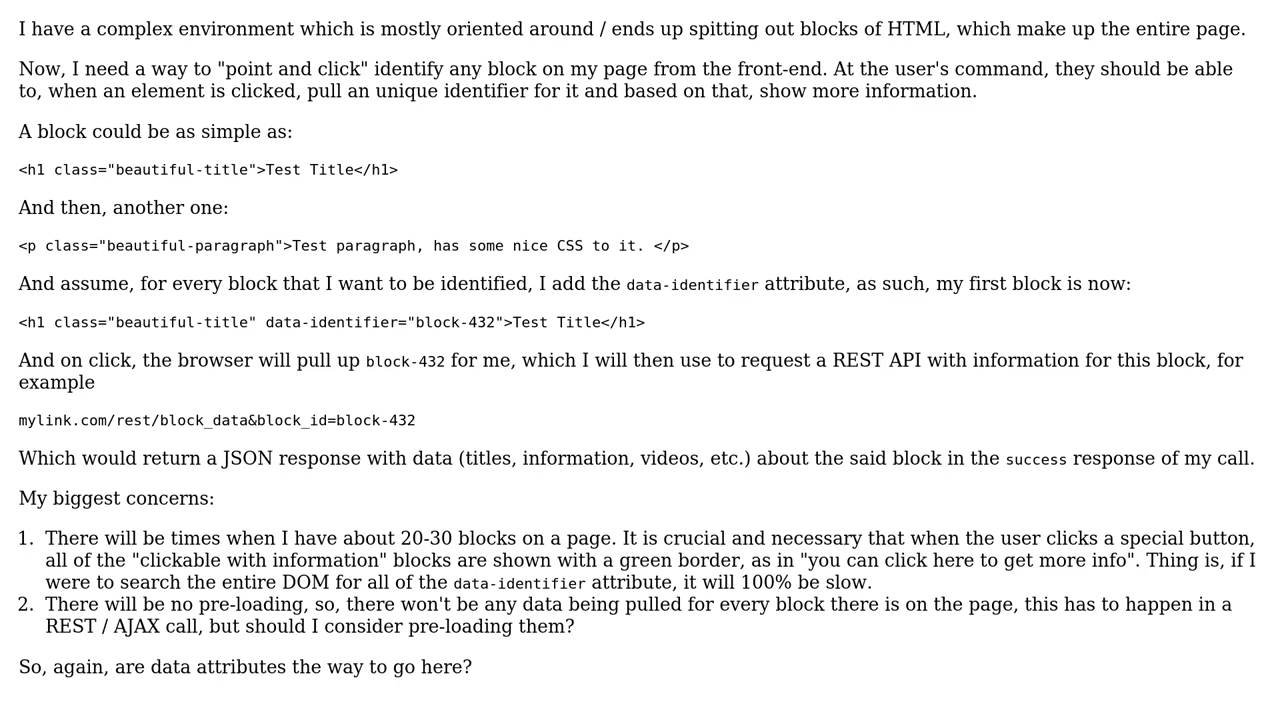 I have a complex environment which is mostly oriented around / ends up spitting out blocks of HTML, which make up the entire page.
Now, I need a way to "point and click" identify any block on my page from the front-end. At the user's command, they should be able
to, when an element is clicked, pull an unique identifier for it and based on that, show more information.
A block could be as simple as:
<h1 class="beautiful-title">Test Title</h1>
And then, another one:
<p class="beautiful-paragraph">Test paragraph, has some nice CSS to it. </p>
And assume, for every block that I want to be identified, I add the data-identifier attribute, as such, my first block is now:
<h1 class="beautiful-title" data-identifier="block-432">Test Title</h1>
And on click, the browser will pull up block-432 for me, which I will then use to request a REST API with information for this block, for
example
mylink.com/rest/block_data&block_id=block-432
Which would return a JSON response with data (titles, information, videos, etc.) about the said block in the success response of my call.
My biggest concerns:
1. There will be times when I have about 20-30 blocks on a page. It is crucial and necessary that when the user clicks a special button,
all of the "clickable with information" blocks are shown with a green border, as in "you can click here to get more info". Thing is, if I
were to search the entire DOM for all of the data-identifier attribute, it will 100% be slow.
2. There will be no pre-loading, so, there won't be any data being pulled for every block there is on the page, this has to happen in a
REST / AJAX call, but should I consider pre-loading them?
So, again, are data attributes the way to go here?